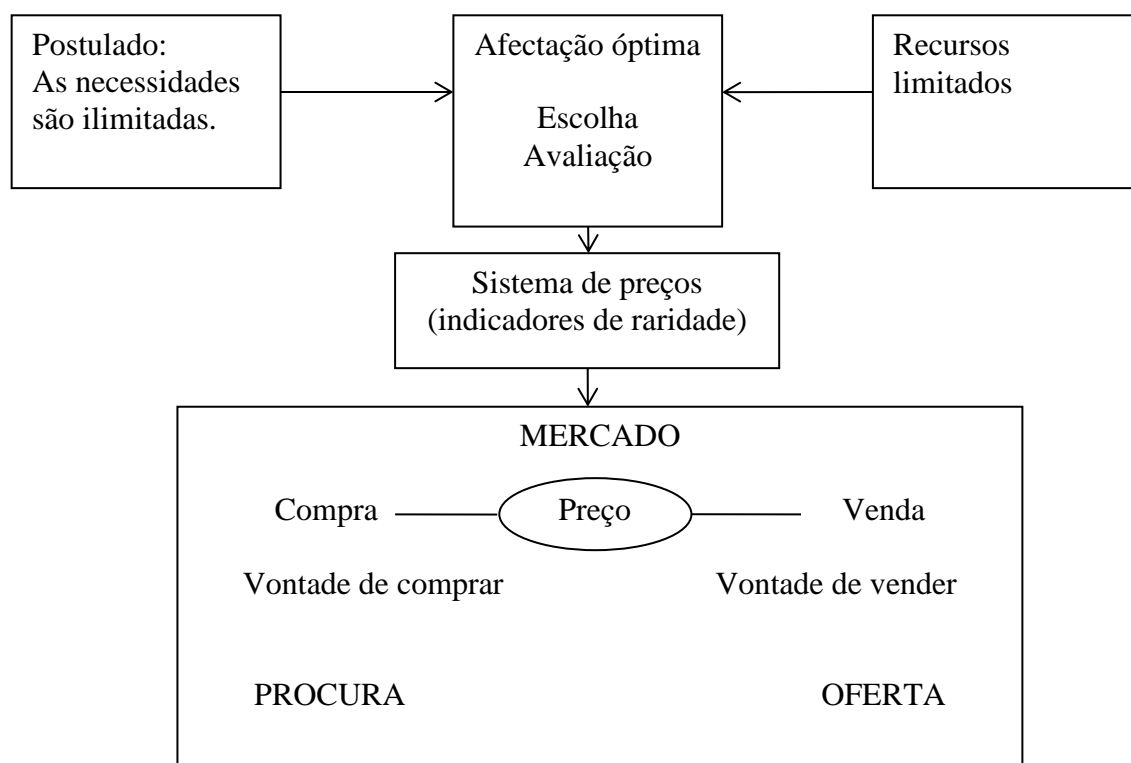 Postulado:
As necessidades
são ilimitadas.
Afectação óptima
Escolha
Avaliação
Recursos
limitados
Sistema de preços
(indicadores de raridade)
MERCADO
Compra
Preço
Venda
Vontade de comprar
Vontade de vender
PROCURA
OFERTA